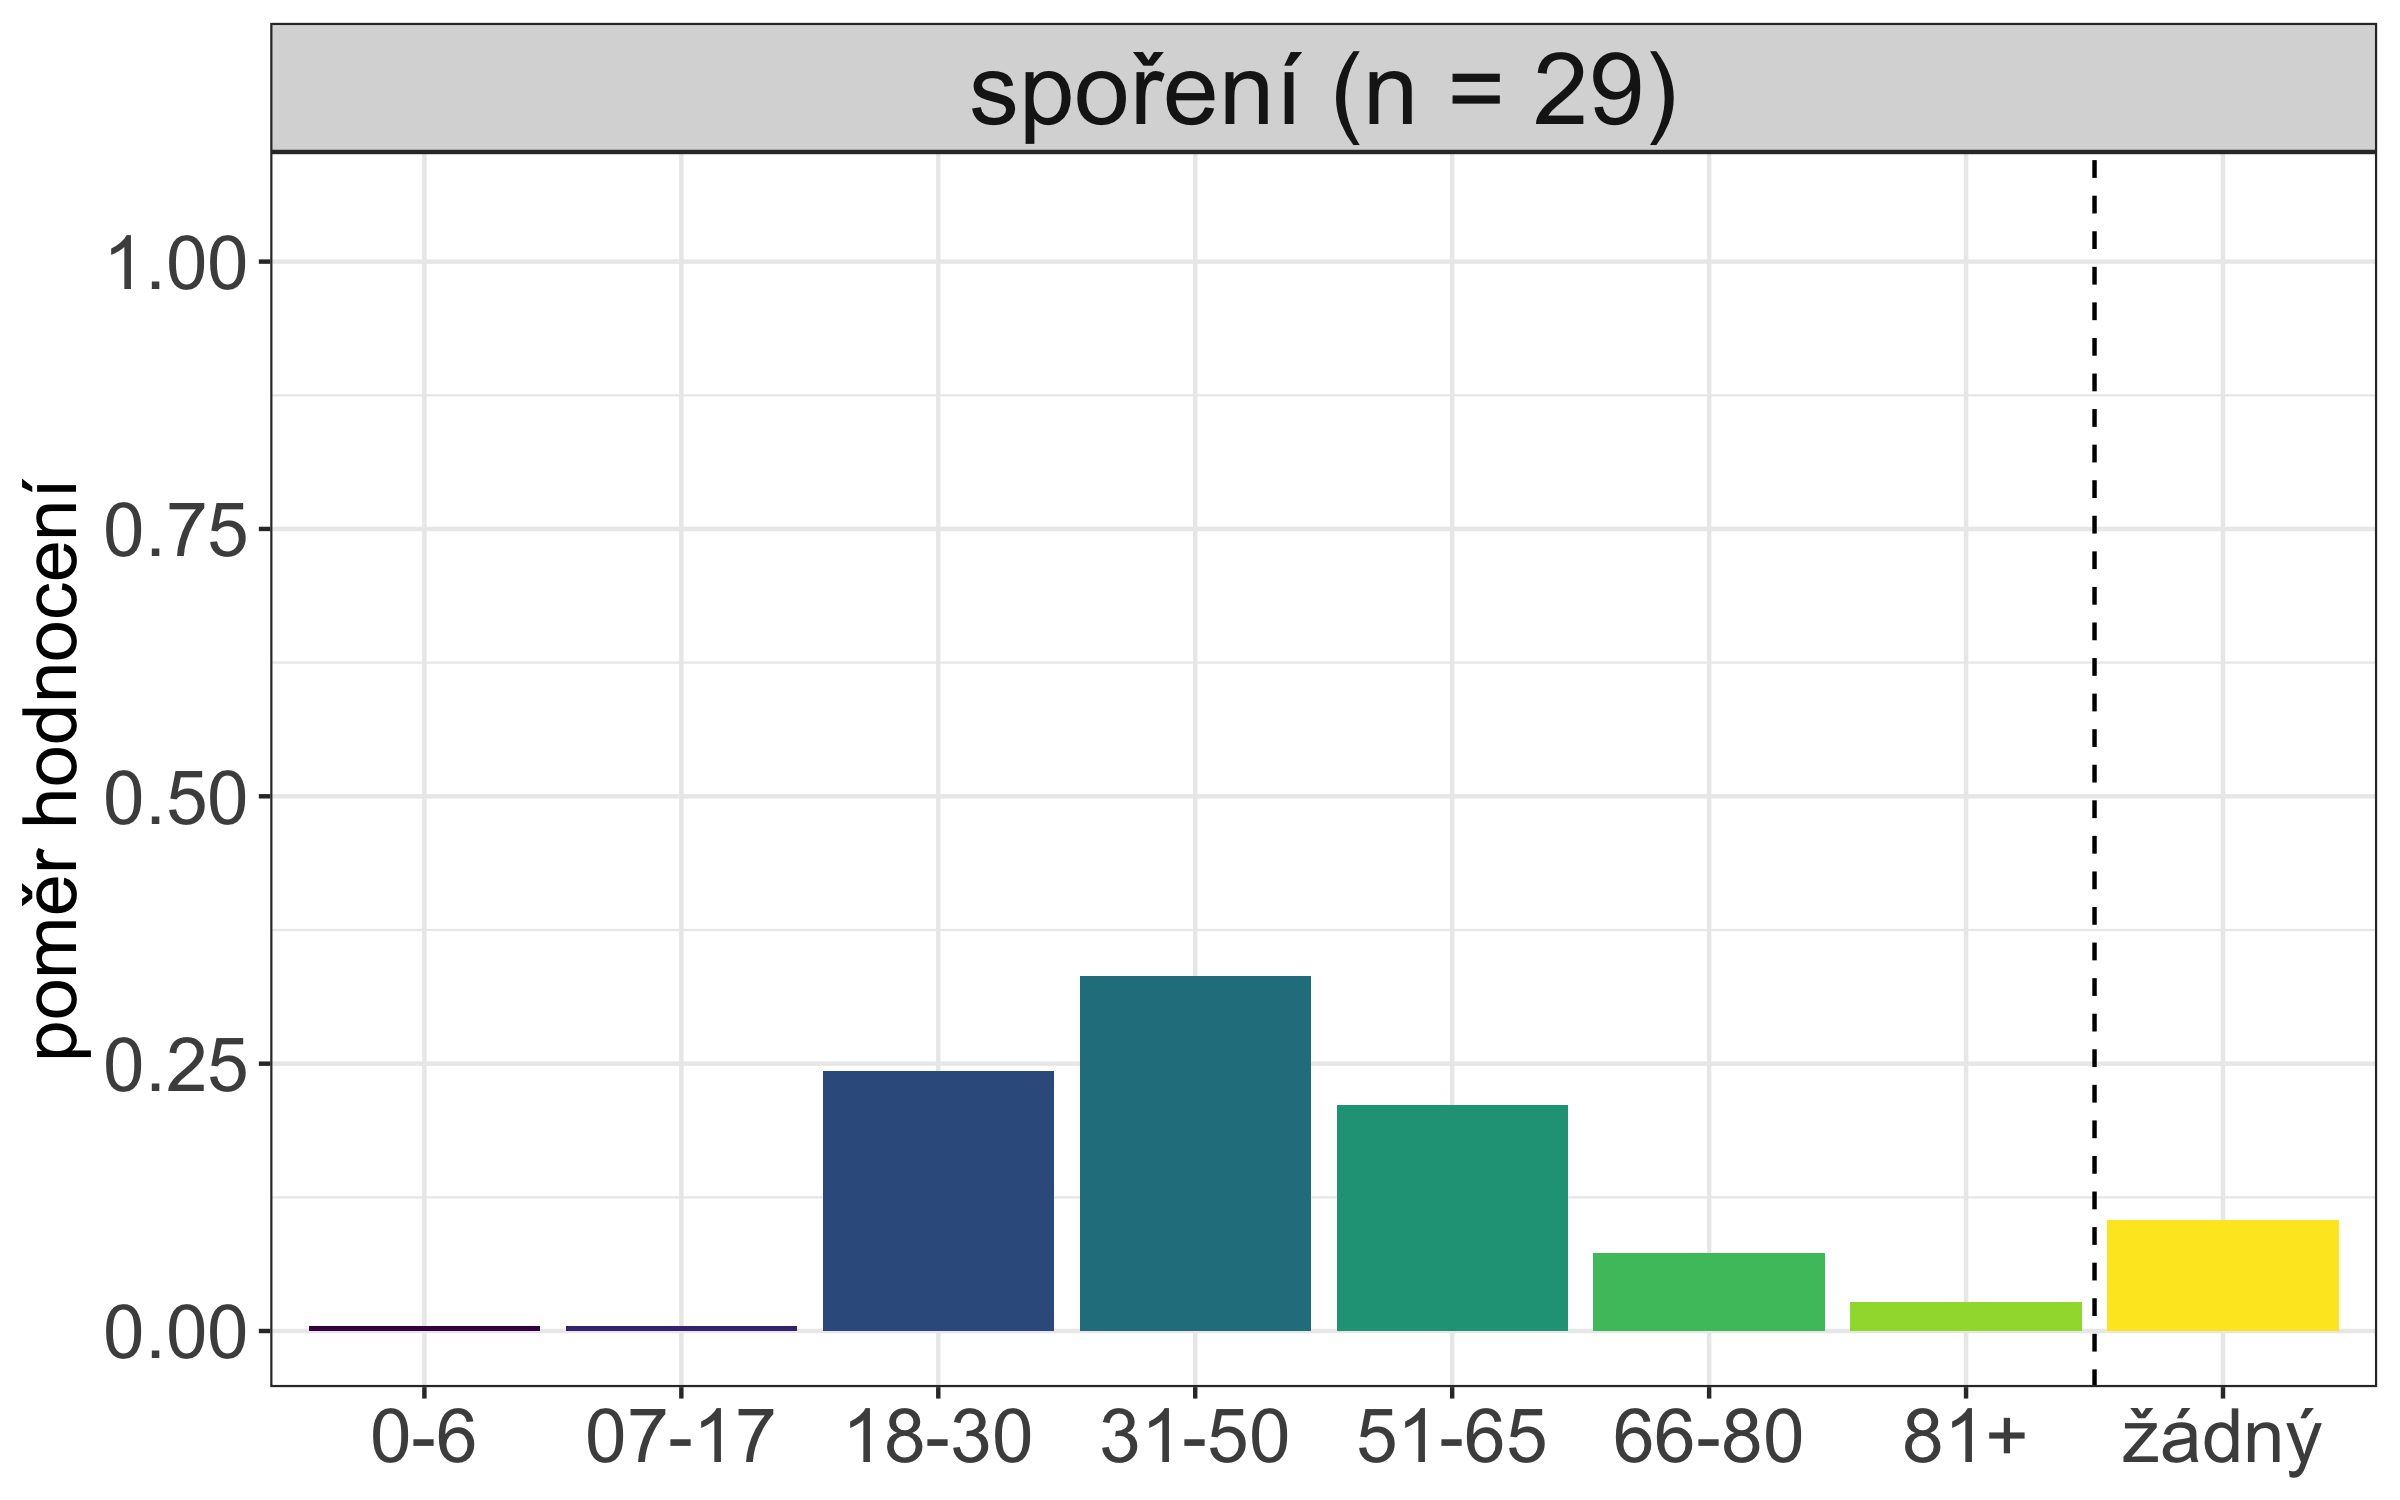 spoření (n = 29)
poměr hodnocení
1.00
0.75
0.50
0.25
0.00
0-6 07-17 18-30 31-50 51-65 66-80 81+ žádný